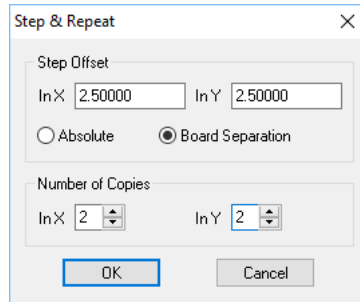 Step & Repeat
Step Offset
In X 2.50000 In Y 2.50000
Absolute Board Separation
Number of Copies
In X 2 In Y 2
OK Cancel